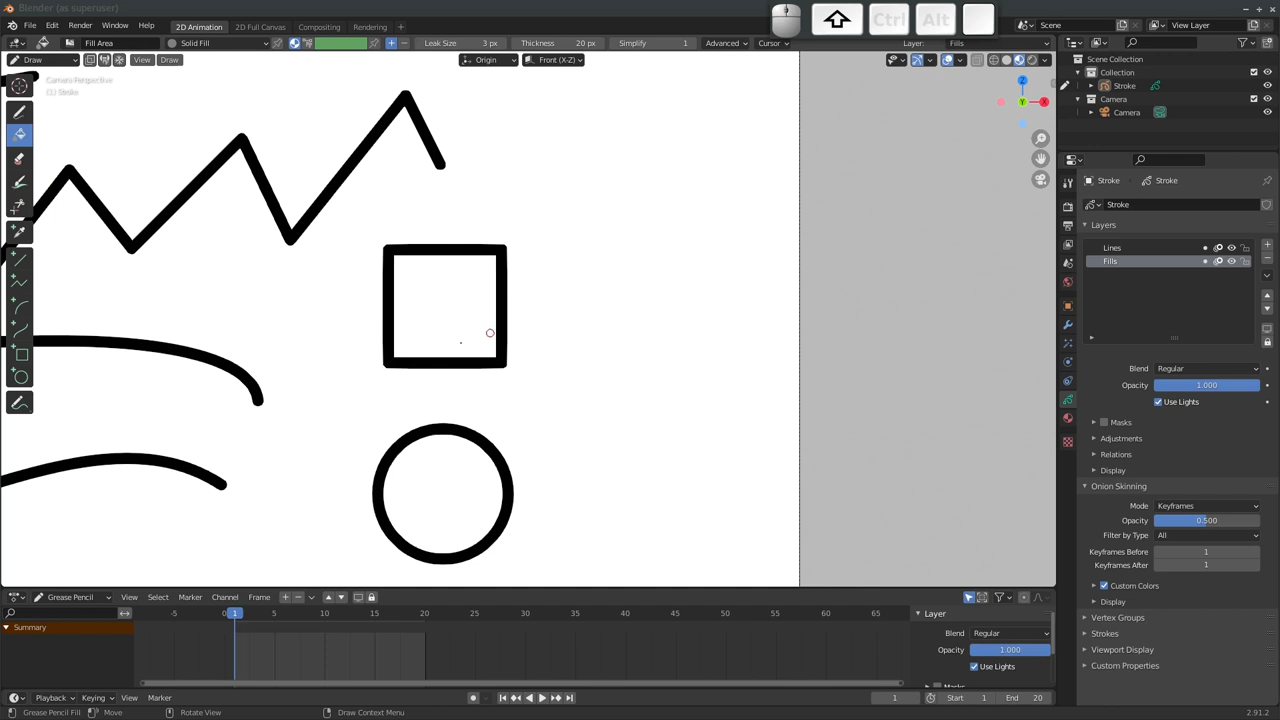 Blender (as superuser)
File Edit Render Window Help 2D Animation 2D Full Canvas Compositing Rendering Ctrl Alt Scene View Layer
Fill Area Solid Fill Leak Size 3 px Thickness 20 px Simplify 1 Advanced Cursor Layer: Fills
Draw View Draw Origin Front (X-Z)
Camera Perspective
(1) Stroke
Z
Y
X
Scene Collection
Collection
Stroke
Camera
Camera
Stroke Stroke
Stroke
Layers
Lines
Fills
Blend Regular
Opacity 1.000
Use Lights
Masks
Adjustments
Relations
Display
Onion Skinning
Mode Keyframes
Opacity 0.500
Filter by Type All
Keyframes Before 1
Keyframes After 1
Custom Colors
Display
Vertex Groups
Strokes
Viewport Display
Custom Properties
Grease Pencil View Select Marker Channel Frame
-5 0 1 5 10 15 20 25 30 35 40 45 50 55 60 65
Summary
Layer
Blend Regular
Opacity 1.000
Use Lights
Masks
Playback Keying View Marker 1 Start 1 End 20
Grease Pencil Fill Move Rotate View Draw Context Menu 2.91.2